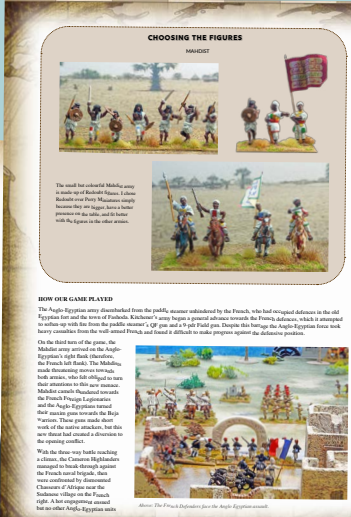 CHOOSING THE FIGURES
MAHDIST
The small but colourful Mahdist army
is made-up of Redoubt figures. I chose
Redoubt over Perry Miniatures simply
because they are bigger, have a better
presence on the table, and fit better
with the figures in the other armies.
HOW OUR GAME PLAYED
The Anglo-Egyptian army disembarked from the paddle steamer unhindered by the French, who had occupied defences in the old
Egyptian fort and the town of Fashoda. Kitchener's army began a general advance towards the French defences, which it attempted
to soften-up with fire from the paddle steamer's QF gun and a 9-pdr Field gun. Despite this barrage the Anglo-Egyptian force took
heavy casualties from the well-armed French and found it difficult to make progress against the defensive position.
On the third turn of the game, the
Mahdist army arrived on the Anglo-
Egyptian's right flank (therefore,
the French left flank). The Mahdists
made threatening moves towards
both armies, who felt obliged to turn
their attentions to this new menace.
Mahdist camels thundered towards
the French Foreign Legionaries
and the Anglo-Egyptians turned
their maxim guns towards the Beja
warriors. These guns made short
work of the native attackers, but this
new threat had created a diversion to
the opening conflict.
With the three-way battle reaching
a climax, the Cameron Highlanders
managed to break-through against
the French naval brigade, then
were confronted by dismounted
Chasseurs d'Afrique near the
Sudanese village on the French
right. A hot engagement ensued
but no other Anglo-Egyptian units
Above: The French Defenders face the Anglo-Egyptian assault.